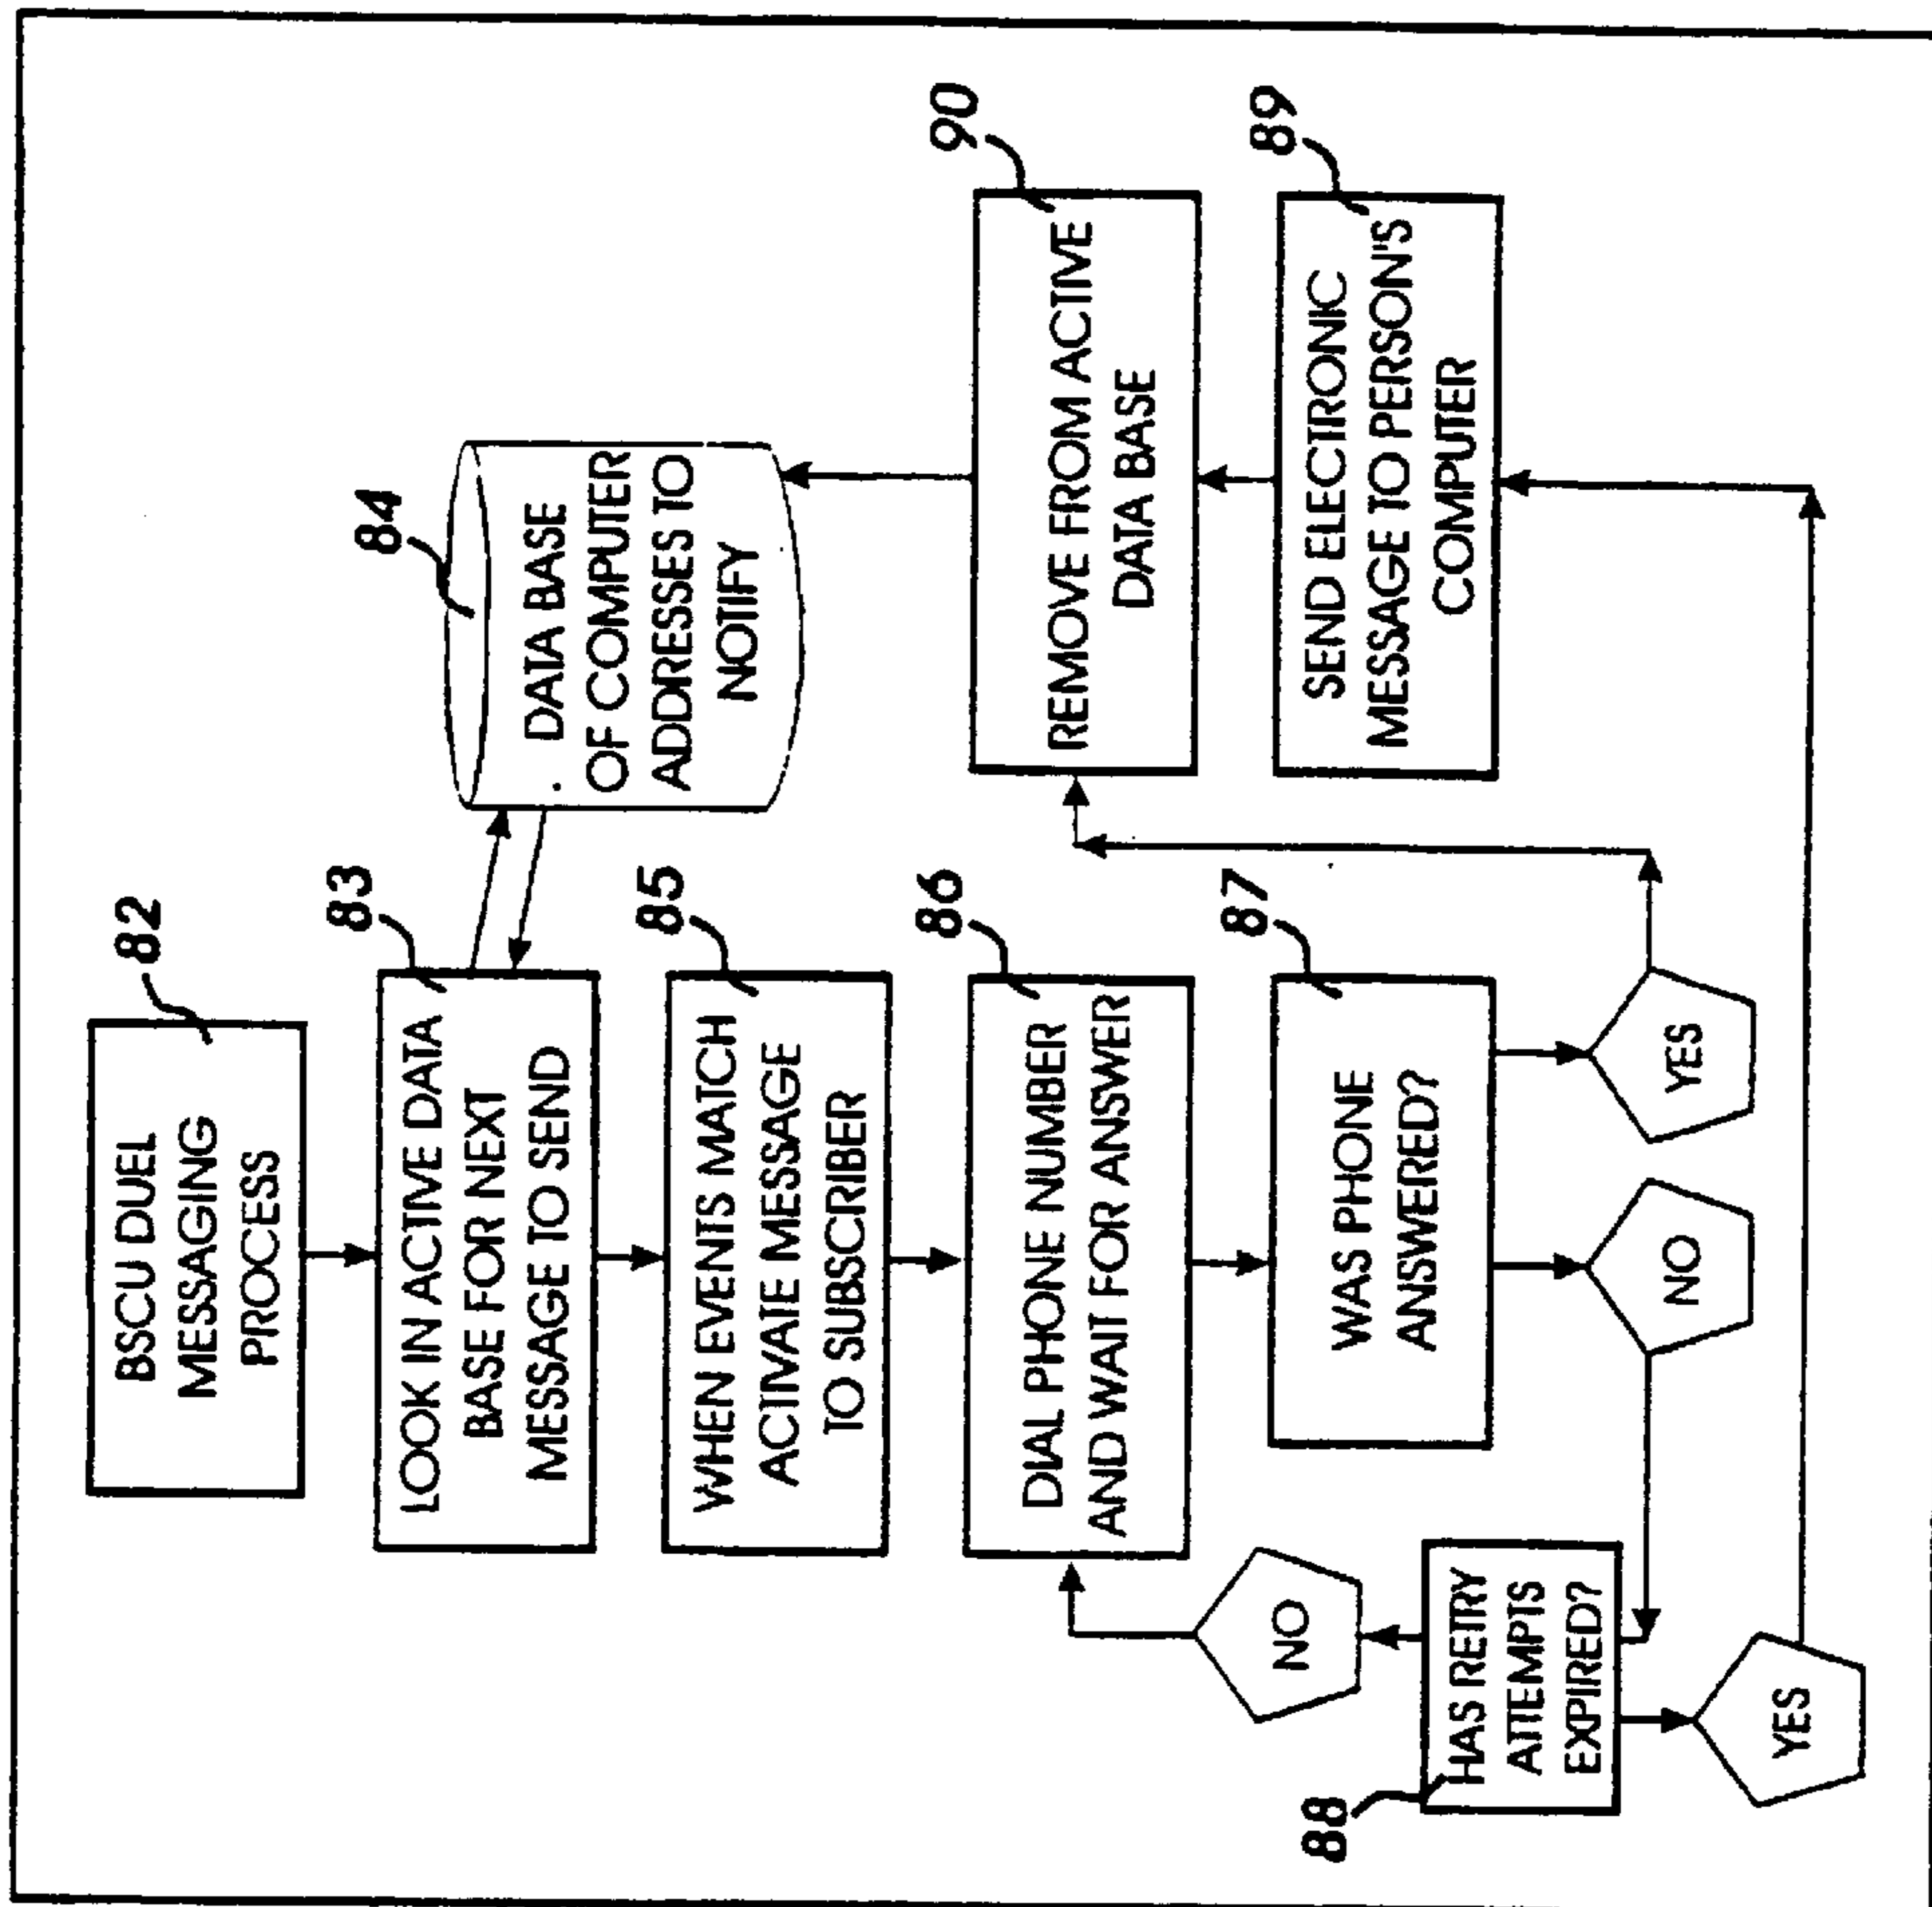 82
BSCU DUEL
MESSAGING
PROCESS
83
LOOK IN ACTIVE DATA
BASE FOR NEXT
MESSAGE TO SEND
84
DATA BASE
OF COMPUTER
ADDRESSES TO
NOTIFY
85
WHEN EVENTS MATCH
ACTIVATE MESSAGE
TO SUBSCRIBER
86
DIAL PHONE NUMBER
AND WAIT FOR ANSWER
87
WAS PHONE
ANSWERED?
YES
NO
88
HAS RETRY
ATTEMPTS
EXPIRED?
NO
YES
89
SEND ELECTRONIC
MESSAGE TO PERSON'S
COMPUTER
90
REMOVE FROM ACTIVE
DATA BASE